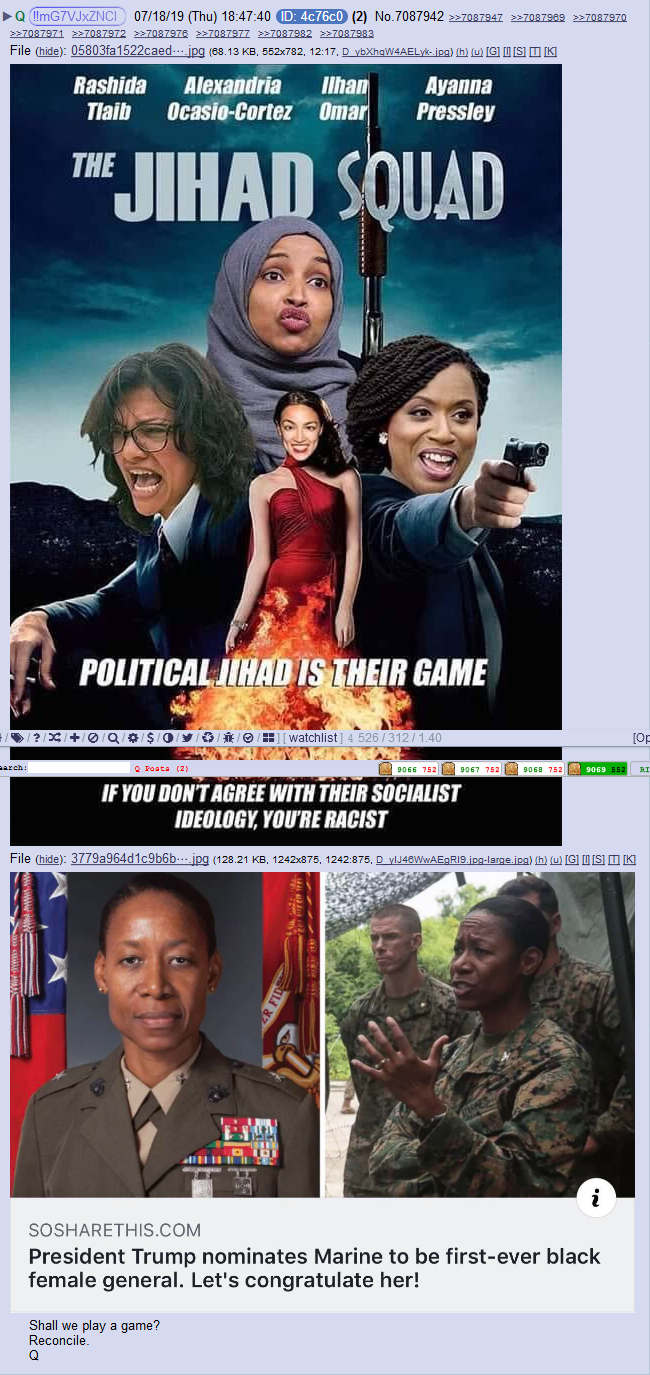 Q !!mG7VJxZNCI 07/18/19 (Thu) 18:47:40 ID: 4c76c0 (2) No.7087942 >>7087947 >>7087969 >>7087970
>>7087971 >>7087972 >>7087976 >>7087977 >>7087982 >>7087983
File (hide): 05803fa1522caed⋯.jpg (68.13 KB, 552x782, 12:17, D_ybXhqW4AELyk-.jpg) (h) (u) [G] [I] [S] [T] [K]
Rashida Tlaib Alexandria Ocasio-Cortez Ilhan Omar Ayanna Pressley
THE JIHAD SQUAD
POLITICAL JIHAD IS THEIR GAME
[ watchlist ] 526 / 312 / 1.40 [Op
earch: Q Posts (2) 9066 752 9067 752 9068 752 9069 552 RI
IF YOU DON'T AGREE WITH THEIR SOCIALIST
IDEOLOGY, YOU'RE RACIST
File (hide): 3779a964d1c9b6b⋯.jpg (128.21 KB, 1242x875, 1242:875, D_yIJ46WwAEgRI9.jpg-large.jpg) (h) (u) [G] [I] [S] [T] [K]
ER FID
SOSHARETHIS.COM
President Trump nominates Marine to be first-ever black
female general. Let's congratulate her!
Shall we play a game?
Reconcile.
Q